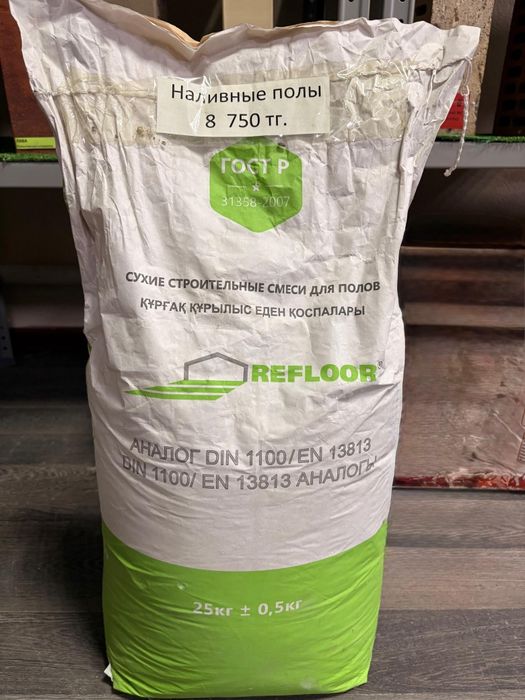 Наливные полы
8 750 тг.
ГОСТ Р
31358-2007
СУХИЕ СТРОИТЕЛЬНЫЕ СМЕСИ ДЛЯ ПОЛОВ
ҚҰРҒАҚ ҚҰРЫЛЫС ЕДЕН ҚОСПАЛАРЫ
REFLOOR®
АНАЛОГ DIN 1100/EN 13813
DIN 1100/ EN 13813 АНАЛОГЫ
25кг ± 0,5кг